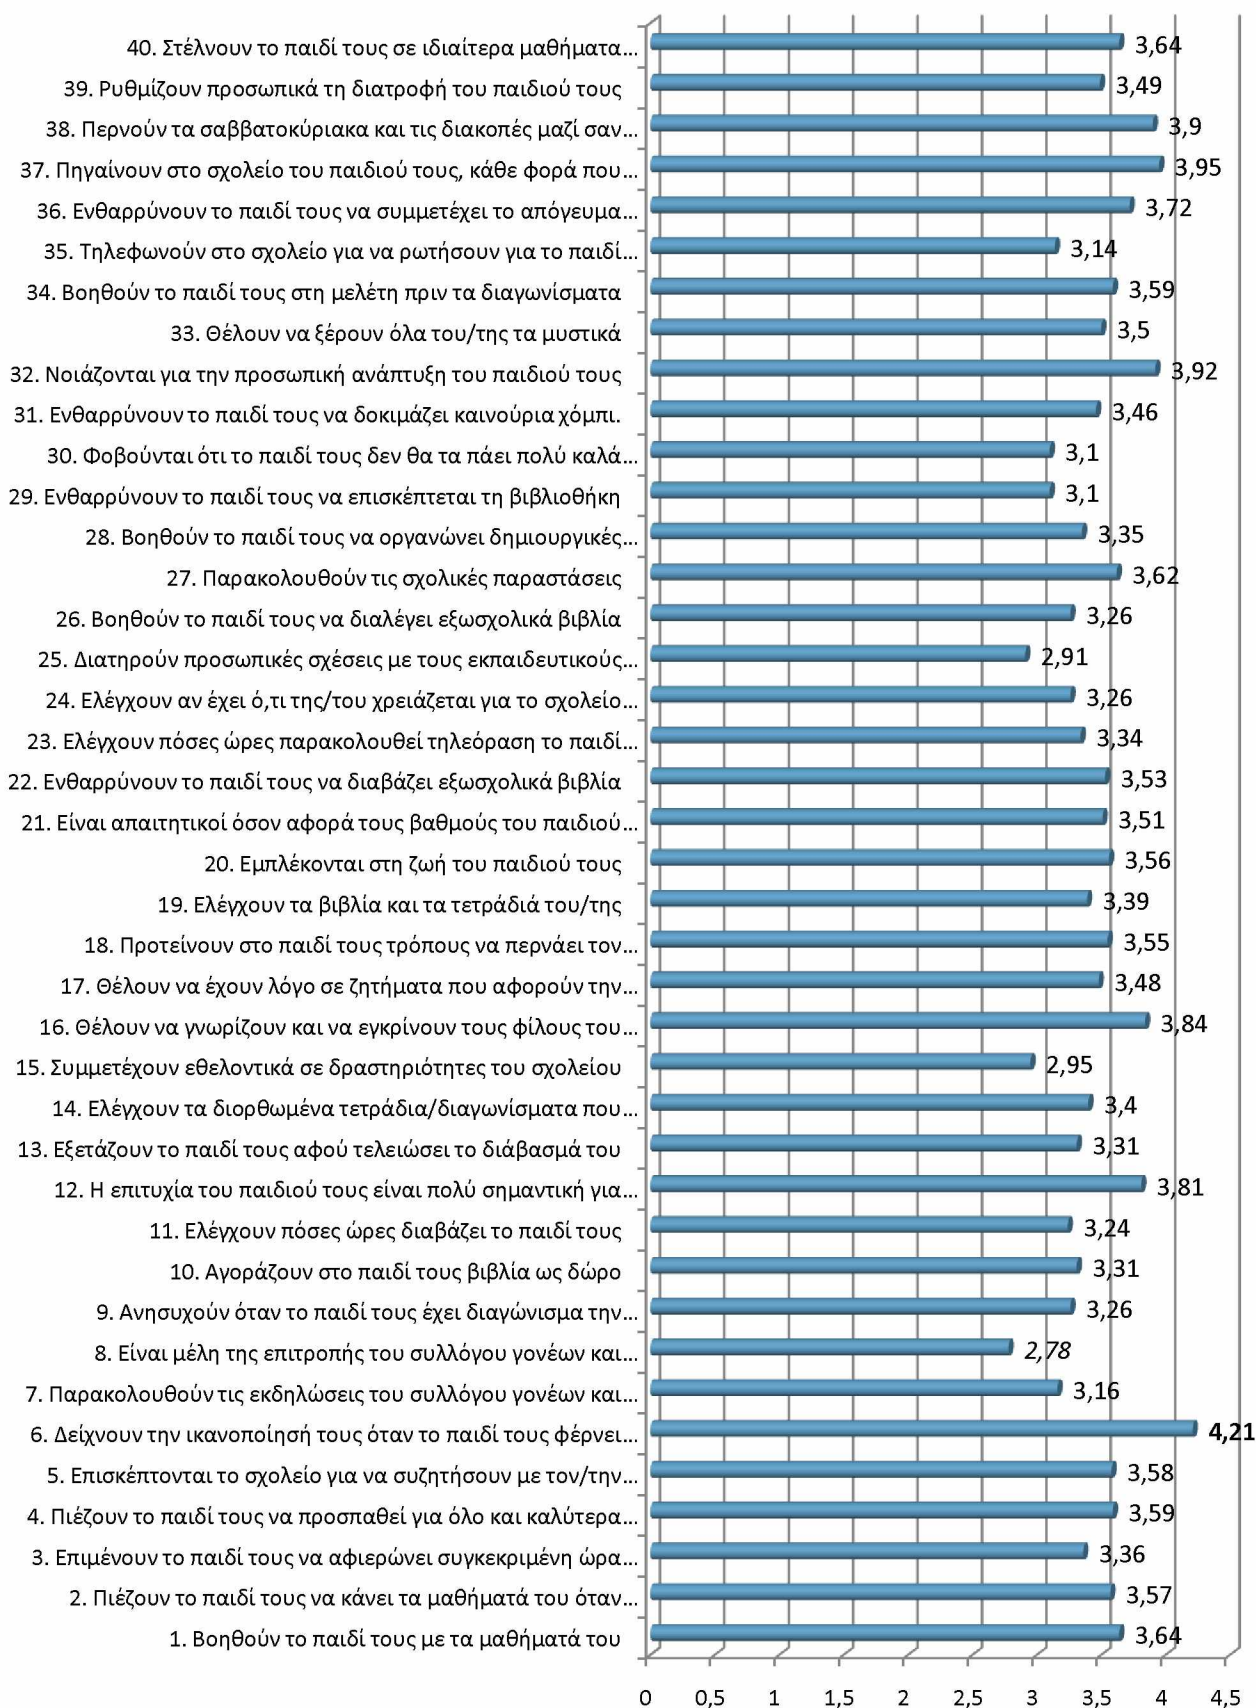 40. Στέλνουν το παιδί τους σε ιδιαίτερα μαθήματα... 3,64
39. Ρυθμίζουν προσωπικά τη διατροφή του παιδιού τους 3,49
38. Περνούν τα σαββατοκύριακα και τις διακοπές μαζί σαν... 3,9
37. Πηγαίνουν στο σχολείο του παιδιού τους, κάθε φορά που... 3,95
36. Ενθαρρύνουν το παιδί τους να συμμετέχει το απόγευμα... 3,72
35. Τηλεφωνούν στο σχολείο για να ρωτήσουν για το παιδί... 3,14
34. Βοηθούν το παιδί τους στη μελέτη πριν τα διαγωνίσματα 3,59
33. Θέλουν να ξέρουν όλα του/της τα μυστικά 3,5
32. Νοιάζονται για την προσωπική ανάπτυξη του παιδιού τους 3,92
31. Ενθαρρύνουν το παιδί τους να δοκιμάζει καινούρια χόμπι. 3,46
30. Φοβούνται ότι το παιδί τους δεν θα τα πάει πολύ καλά... 3,1
29. Ενθαρρύνουν το παιδί τους να επισκέπτεται τη βιβλιοθήκη 3,1
28. Βοηθούν το παιδί τους να οργανώνει δημιουργικές... 3,35
27. Παρακολουθούν τις σχολικές παραστάσεις 3,62
26. Βοηθούν το παιδί τους να διαλέγει εξωσχολικά βιβλία 3,26
25. Διατηρούν προσωπικές σχέσεις με τους εκπαιδευτικούς... 2,91
24. Ελέγχουν αν έχει ό,τι της/του χρειάζεται για το σχολείο... 3,26
23. Ελέγχουν πόσες ώρες παρακολουθεί τηλεόραση το παιδί... 3,34
22. Ενθαρρύνουν το παιδί τους να διαβάζει εξωσχολικά βιβλία 3,53
21. Είναι απαιτητικοί όσον αφορά τους βαθμούς του παιδιού... 3,51
20. Εμπλέκονται στη ζωή του παιδιού τους 3,56
19. Ελέγχουν τα βιβλία και τα τετράδιά του/της 3,39
18. Προτείνουν στο παιδί τους τρόπους να περνάει τον... 3,55
17. Θέλουν να έχουν λόγο σε ζητήματα που αφορούν την... 3,48
16. Θέλουν να γνωρίζουν και να εγκρίνουν τους φίλους του... 3,84
15. Συμμετέχουν εθελοντικά σε δραστηριότητες του σχολείου 2,95
14. Ελέγχουν τα διορθωμένα τετράδια/διαγωνίσματα που... 3,4
13. Εξετάζουν το παιδί τους αφού τελειώσει το διάβασμά του 3,31
12. Η επιτυχία του παιδιού τους είναι πολύ σημαντική για... 3,81
11. Ελέγχουν πόσες ώρες διαβάζει το παιδί τους 3,24
10. Αγοράζουν στο παιδί τους βιβλία ως δώρο 3,31
9. Ανησυχούν όταν το παιδί τους έχει διαγώνισμα την... 3,26
8. Είναι μέλη της επιτροπής του συλλόγου γονέων και... 2,78
7. Παρακολουθούν τις εκδηλώσεις του συλλόγου γονέων και... 3,16
6. Δείχνουν την ικανοποίησή τους όταν το παιδί τους φέρνει... 4,21
5. Επισκέπτονται το σχολείο για να συζητήσουν με τον/την... 3,58
4. Πιέζουν το παιδί τους να προσπαθεί για όλο και καλύτερα... 3,59
3. Επιμένουν το παιδί τους να αφιερώνει συγκεκριμένη ώρα... 3,36
2. Πιέζουν το παιδί τους να κάνει τα μαθήματά του όταν... 3,57
1. Βοηθούν το παιδί τους με τα μαθήματά του 3,64
0 0,5 1 1,5 2 2,5 3 3,5 4 4,5